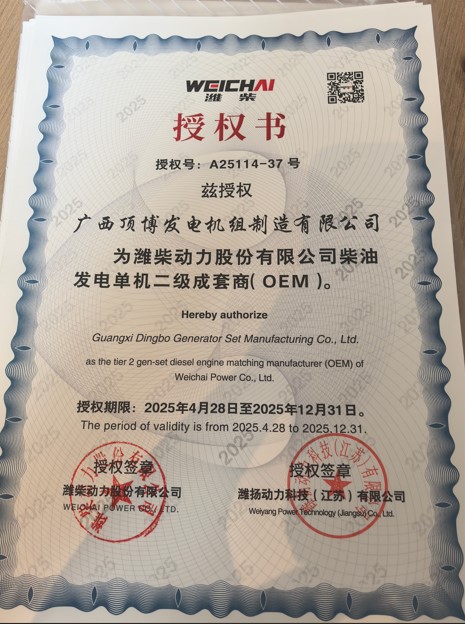 WEICHAI
潍柴
授权书
授权号：A25114-37 号
兹授权
广西顶博发电机组制造有限公司
为潍柴动力股份有限公司柴油
发电单机二级成套商( OEM )。
Hereby authorize
Guangxi Dingbo Generator Set Manufacturing Co., Ltd.
as the tier 2 gen-set diesel engine matching manufacturer (OEM) of
Weichai Power Co., Ltd.
授权期限：2025年4月28日至2025年12月31日。
The period of validity is from 2025.4.28 to 2025.12.31.
授权签章
潍柴动力股份有限公司
WEICHAI POWER CO., LTD.
授权签章
潍扬动力科技（江苏）有限公司
Weiyang Power Technology (Jiangsu) Co., Ltd.
2025